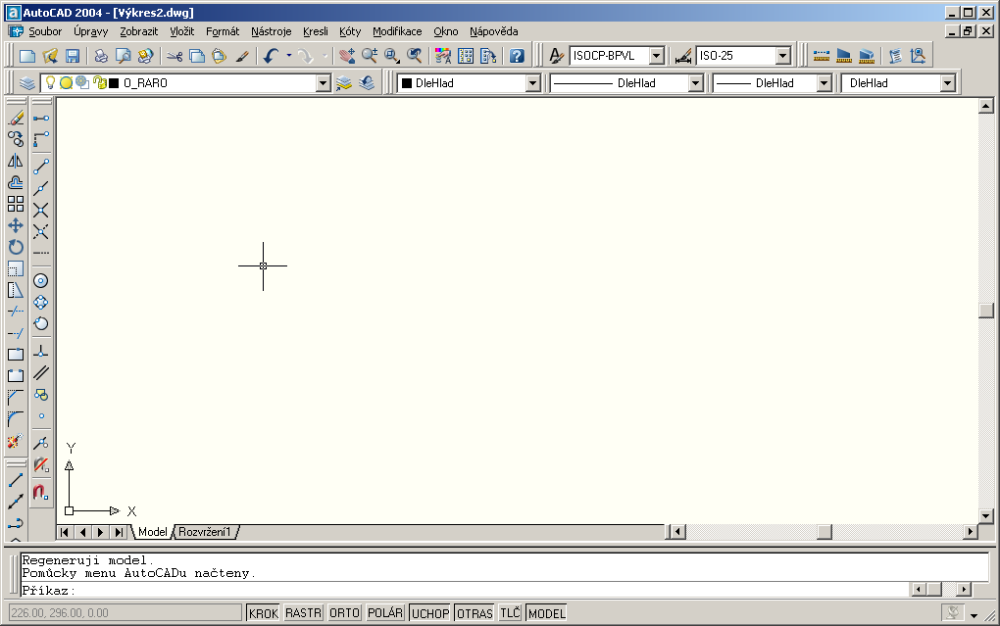 AutoCAD 2004 - [Výkres2.dwg]
Soubor Úpravy Zobrazit Vložit Formát Nástroje Kresli Kóty Modifikace Okno Nápověda
ISOCP-BPVL ISO-25
0_RARO DleHlad DleHlad DleHlad DleHlad
Y
X
Model Rozvržení1
Regeneruji model.
Pomůcky menu AutoCADu načteny.
Příkaz:
226.00, 296.00, 0.00 KROK RASTR ORTO POLÁR UCHOP OTRAS TLČ MODEL